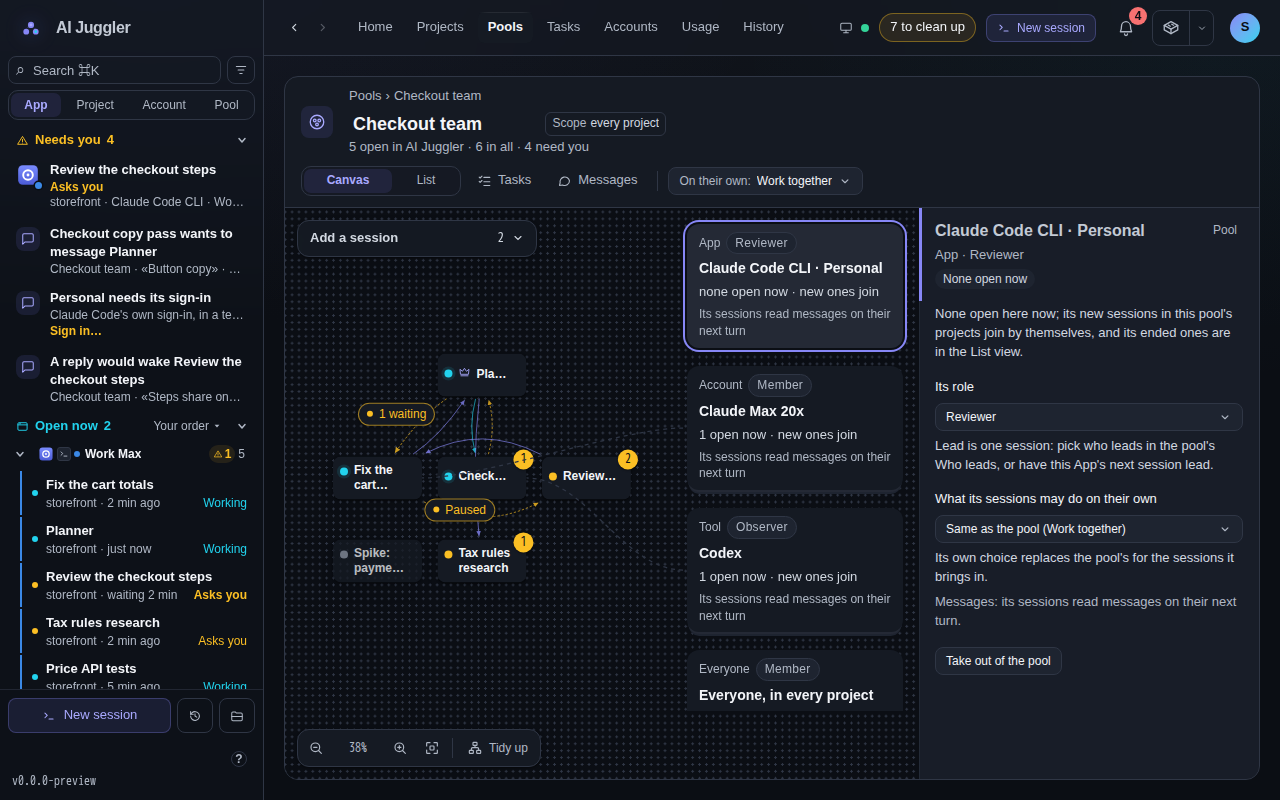 AI Juggler
Home
Projects
Pools
Tasks
Accounts
Usage
History
7 to clean up
New session
4
S
Search ⌘K
App
Project
Account
Pool
Needs you 4
Review the checkout steps
Asks you
storefront · Claude Code CLI · Wo…
Checkout copy pass wants to
message Planner
Checkout team · «Button copy» · …
Personal needs its sign-in
Claude Code's own sign-in, in a te…
Sign in…
A reply would wake Review the
checkout steps
Checkout team · «Steps share on…
Open now 2
Your order
Work Max
1
5
Fix the cart totals
storefront · 2 min ago
Working
Planner
storefront · just now
Working
Review the checkout steps
storefront · waiting 2 min
Asks you
Tax rules research
storefront · 2 min ago
Asks you
Price API tests
storefront · 5 min ago
Working
New session
?
v0.0.0-preview
Pools › Checkout team
Checkout team
Scope every project
5 open in AI Juggler · 6 in all · 4 need you
Canvas
List
Tasks
Messages
On their own: Work together
Add a session
2
Pla…
1 waiting
Fix the
cart…
Check…
1
Review…
2
Paused
Spike:
payme…
Tax rules
research
1
38%
Tidy up
App
Reviewer
Claude Code CLI · Personal
none open now · new ones join
Its sessions read messages on their
next turn
Account
Member
Claude Max 20x
1 open now · new ones join
Its sessions read messages on their
next turn
Tool
Observer
Codex
1 open now · new ones join
Its sessions read messages on their
next turn
Everyone
Member
Everyone, in every project
Claude Code CLI · Personal
Pool
App · Reviewer
None open now
None open here now; its new sessions in this pool's
projects join by themselves, and its ended ones are
in the List view.
Its role
Reviewer
Lead is one session: pick who leads in the pool's
Who leads, or have this App's next session lead.
What its sessions may do on their own
Same as the pool (Work together)
Its own choice replaces the pool's for the sessions it
brings in.
Messages: its sessions read messages on their next
turn.
Take out of the pool